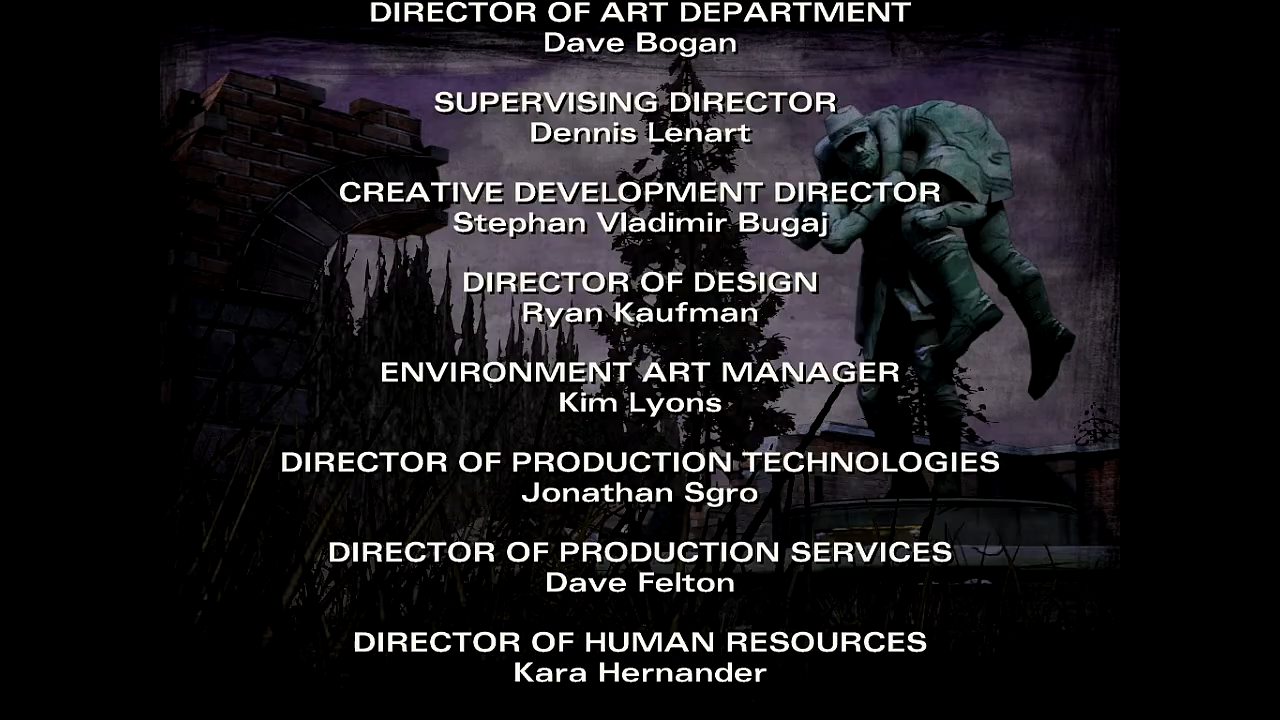 DIRECTOR OF ART DEPARTMENT
Dave Bogan
SUPERVISING DIRECTOR
Dennis Lenart
CREATIVE DEVELOPMENT DIRECTOR
Stephan Vladimir Bugaj
DIRECTOR OF DESIGN
Ryan Kaufman
ENVIRONMENT ART MANAGER
Kim Lyons
DIRECTOR OF PRODUCTION TECHNOLOGIES
Jonathan Sgro
DIRECTOR OF PRODUCTION SERVICES
Dave Felton
DIRECTOR OF HUMAN RESOURCES
Kara Hernander